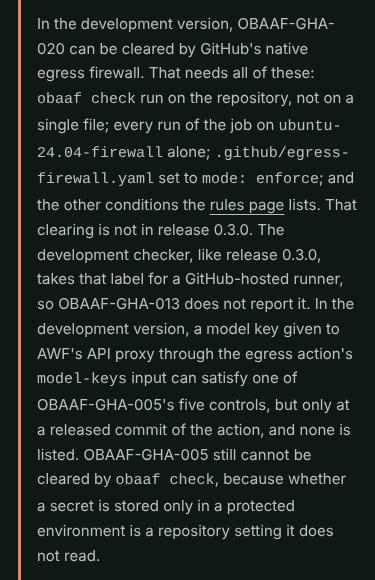 In the development version, OBAAF-GHA-
020 can be cleared by GitHub's native
egress firewall. That needs all of these:
obaaf check run on the repository, not on a
single file; every run of the job on ubuntu-
24.04-firewall alone; .github/egress-
firewall.yaml set to mode: enforce; and
the other conditions the rules page lists. That
clearing is not in release 0.3.0. The
development checker, like release 0.3.0,
takes that label for a GitHub-hosted runner,
so OBAAF-GHA-013 does not report it. In the
development version, a model key given to
AWF's API proxy through the egress action's
model-keys input can satisfy one of
OBAAF-GHA-005's five controls, but only at
a released commit of the action, and none is
listed. OBAAF-GHA-005 still cannot be
cleared by obaaf check, because whether
a secret is stored only in a protected
environment is a repository setting it does
not read.